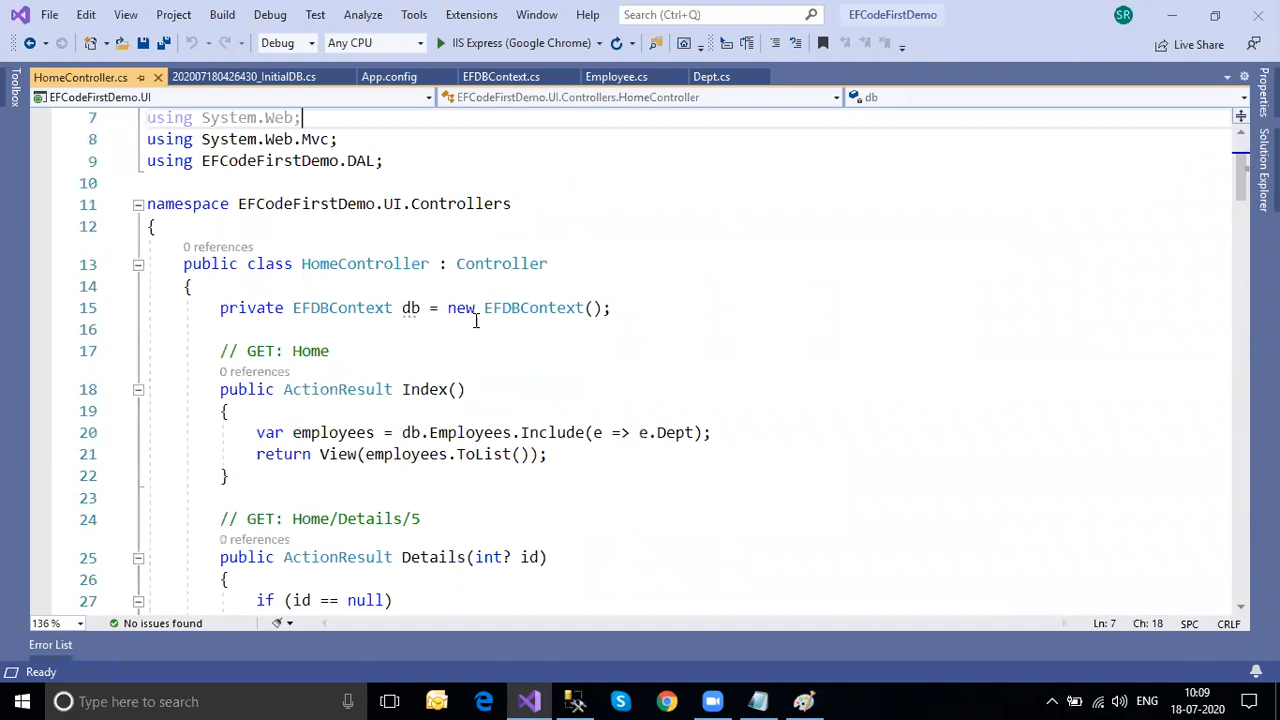 File Edit View Project Build Debug Test Analyze Tools Extensions Window Help Search (Ctrl+Q) EFCodeFirstDemo SR
Debug Any CPU IIS Express (Google Chrome) Live Share
HomeController.cs 202007180426430_InitialDB.cs App.config EFDBContext.cs Employee.cs Dept.cs
EFCodeFirstDemo.UI EFCodeFirstDemo.UI.Controllers.HomeController db
Toolbox
Properties
Solution Explorer
7 using System.Web;
8 using System.Web.Mvc;
9 using EFCodeFirstDemo.DAL;
10
11 namespace EFCodeFirstDemo.UI.Controllers
12 {
0 references
13 public class HomeController : Controller
14 {
15 private EFDBContext db = new EFDBContext();
16
17 // GET: Home
0 references
18 public ActionResult Index()
19 {
20 var employees = db.Employees.Include(e => e.Dept);
21 return View(employees.ToList());
22 }
23
24 // GET: Home/Details/5
0 references
25 public ActionResult Details(int? id)
26 {
27 if (id == null)
136 % No issues found Ln: 7 Ch: 18 SPC CRLF
Error List
Ready
Type here to search ENG 10:09
18-07-2020